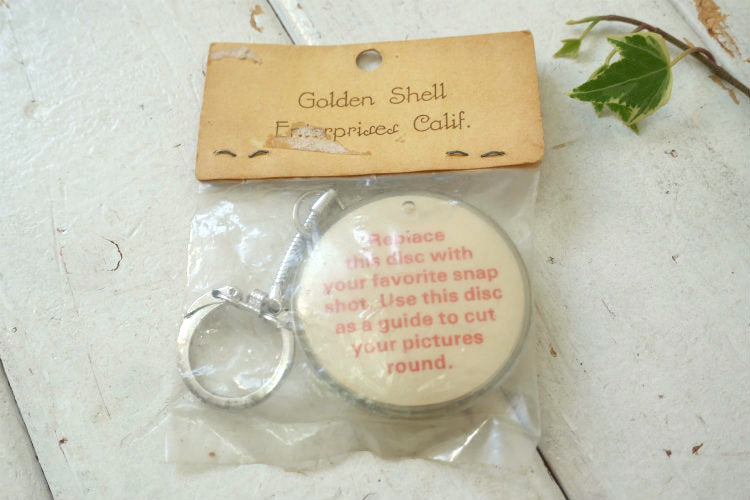 Golden Shell
Enterprises Calif.
Replace
this disc with
your favorite snap
shot. Use this disc
as a guide to cut
your pictures
round.